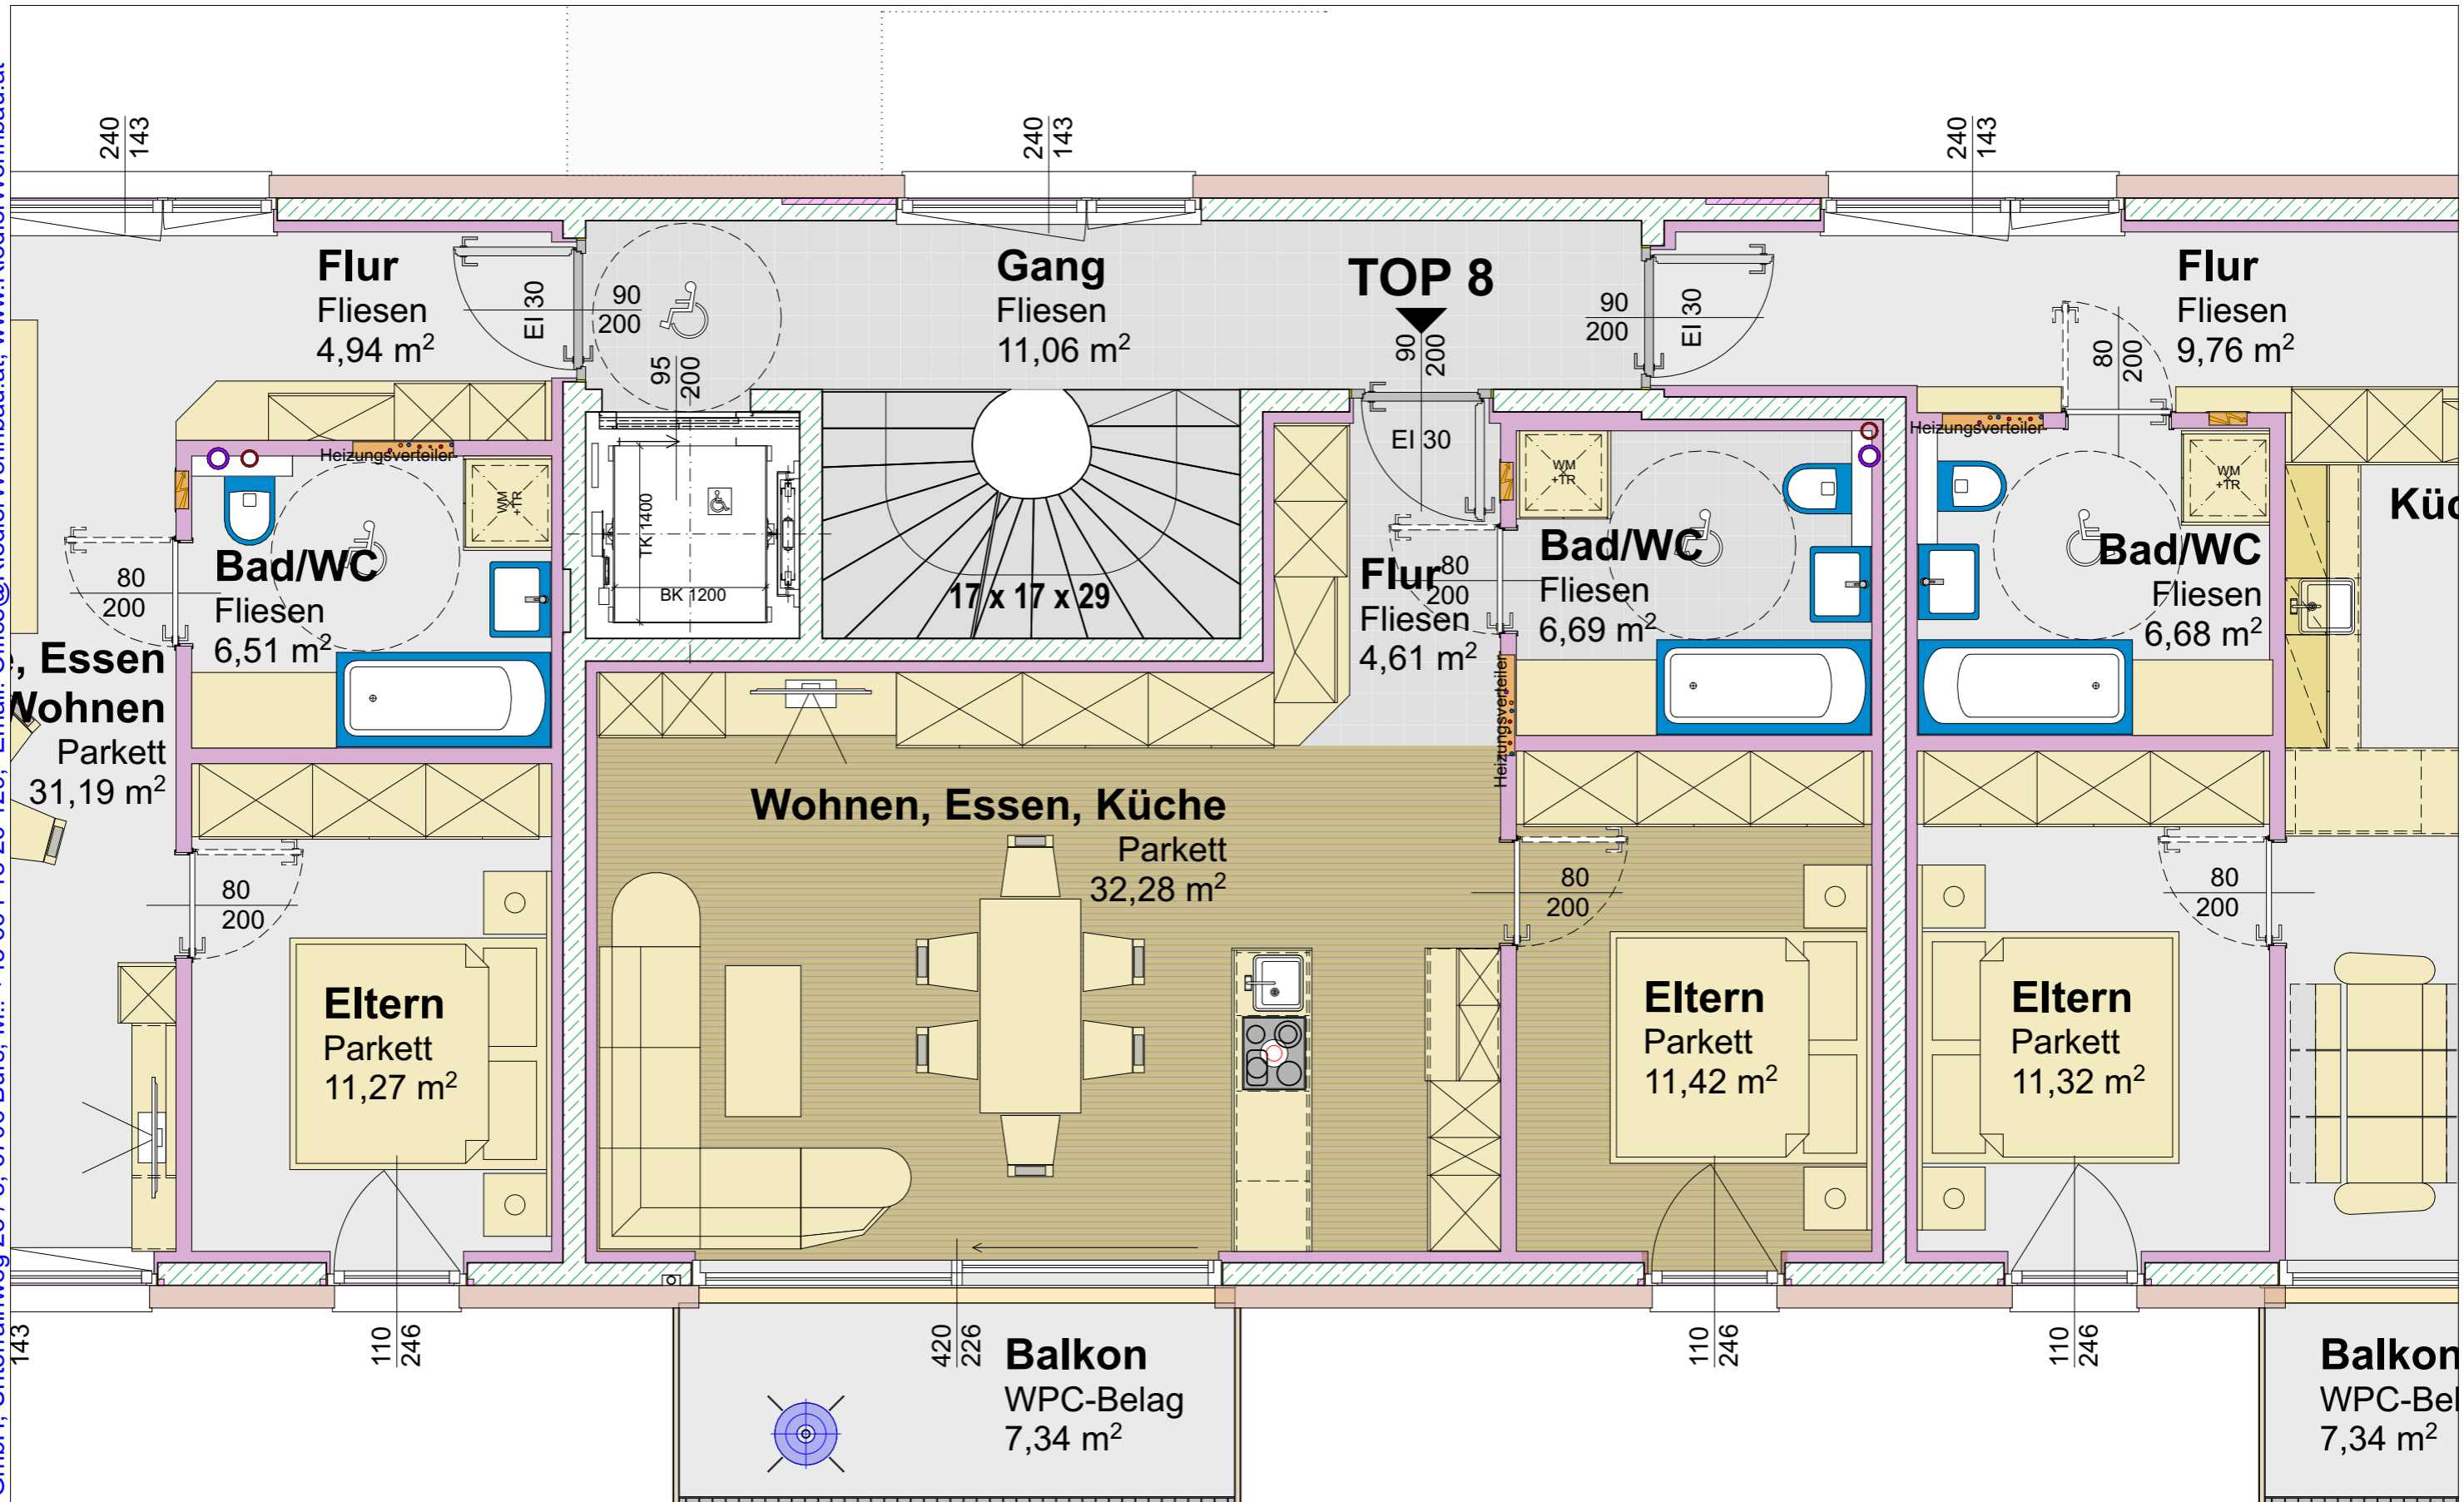 240
143
240
143
240
143
Flur
Fliesen
4,94 m²
EI 30
90
200
95
200
Gang
Fliesen
11,06 m²
TOP 8
90
200
90
200
EI 30
Flur
Fliesen
9,76 m²
80
200
Heizungsverteiler
WM
+TR
Bad/WC
Fliesen
6,51 m²
80
200
TK 1400
BK 1200
17 x 17 x 29
EI 30
Flur
Fliesen
4,61 m²
80
200
Heizungsverteiler
WM
+TR
Bad/WC
Fliesen
6,69 m²
Heizungsverteiler
WM
+TR
Bad/WC
Fliesen
6,68 m²
, Essen
Wohnen
Parkett
31,19 m²
Wohnen, Essen, Küche
Parkett
32,28 m²
80
200
80
200
80
200
Eltern
Parkett
11,27 m²
Eltern
Parkett
11,42 m²
Eltern
Parkett
11,32 m²
143
110
246
420
226
110
246
110
246
Balkon
WPC-Belag
7,34 m²
Balkon
WPC-Bel
7,34 m²